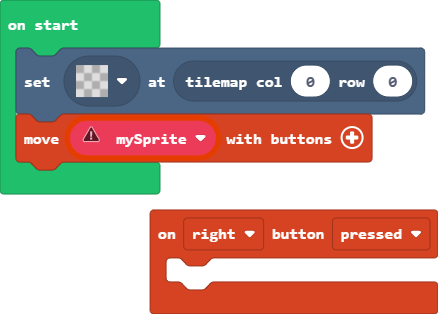 on start
set at tilemap col 0 row 0
move mySprite with buttons
on right button pressed